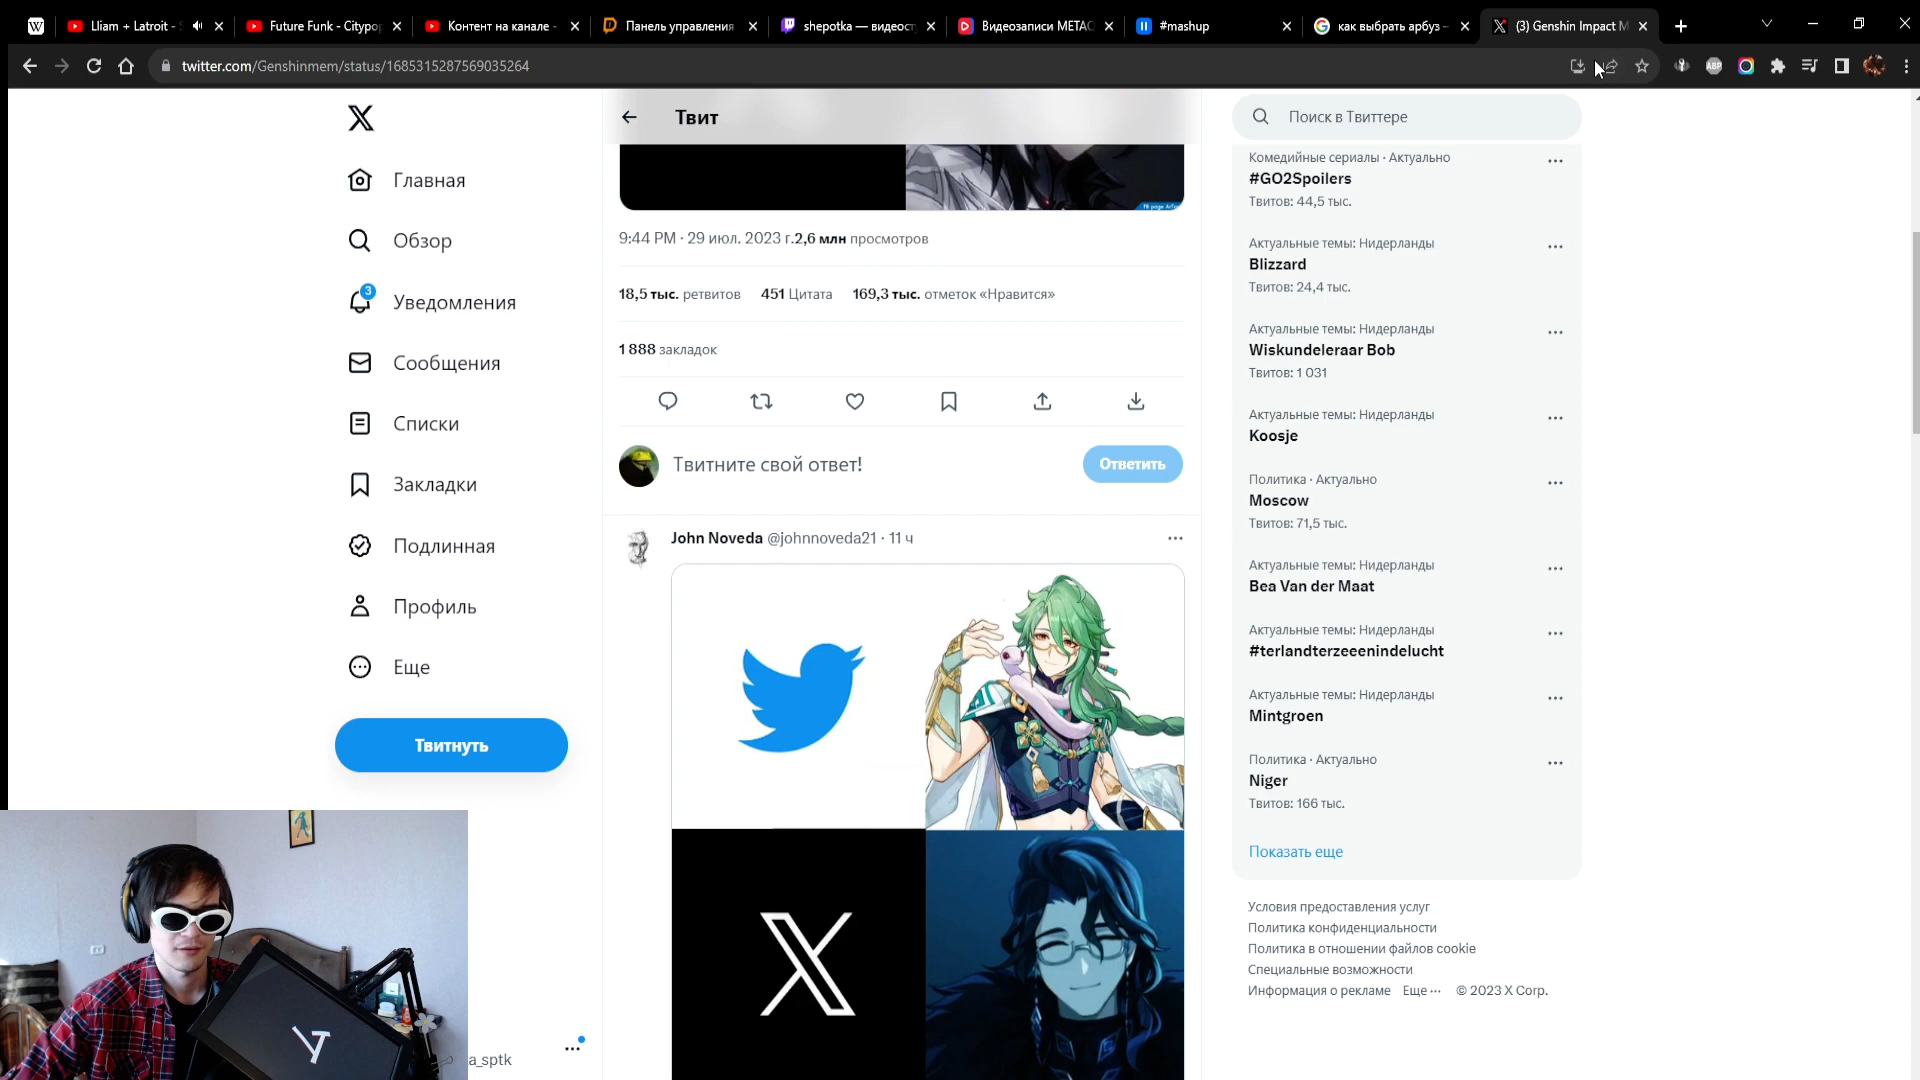 Lliam + Latroit -
Future Funk - Citypop
Контент на канале -
Панель управления
shepotka — видеост
Видеозаписи METAC
#mashup
как выбрать арбуз -
(3) Genshin Impact M
twitter.com/Genshinmem/status/1685315287569035264
ABP
Главная
Обзор
3
Уведомления
Сообщения
Списки
Закладки
Подлинная
Профиль
Еще
Твитнуть
a_sptk
Твит
9:44 PM · 29 июл. 2023 г.2,6 млн просмотров
18,5 тыс. ретвитов 451 Цитата 169,3 тыс. отметок «Нравится»
1 888 закладок
Твитните свой ответ!
Ответить
John Noveda @johnnoveda21 · 11 ч
Поиск в Твиттере
Комедийные сериалы · Актуально
#GO2Spoilers
Твитов: 44,5 тыс.
Актуальные темы: Нидерланды
Blizzard
Твитов: 24,4 тыс.
Актуальные темы: Нидерланды
Wiskundeleraar Bob
Твитов: 1 031
Актуальные темы: Нидерланды
Koosje
Политика · Актуально
Moscow
Твитов: 71,5 тыс.
Актуальные темы: Нидерланды
Bea Van der Maat
Актуальные темы: Нидерланды
#terlandterzeeenindelucht
Актуальные темы: Нидерланды
Mintgroen
Политика · Актуально
Niger
Твитов: 166 тыс.
Показать еще
Условия предоставления услуг
Политика конфиденциальности
Политика в отношении файлов cookie
Специальные возможности
Информация о рекламе Еще ··· © 2023 X Corp.